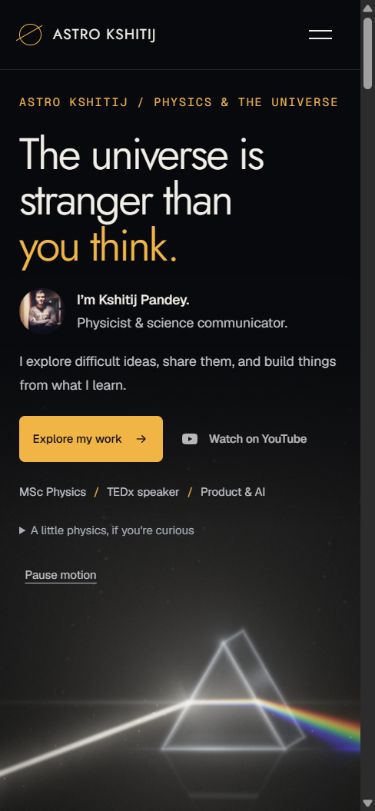 ASTRO KSHITIJ
ASTRO KSHITIJ / PHYSICS & THE UNIVERSE
The universe is
stranger than
you think.
I'm Kshitij Pandey.
Physicist & science communicator.
I explore difficult ideas, share them, and build things
from what I learn.
Explore my work →
Watch on YouTube
MSc Physics / TEDx speaker / Product & AI
▶ A little physics, if you're curious
Pause motion